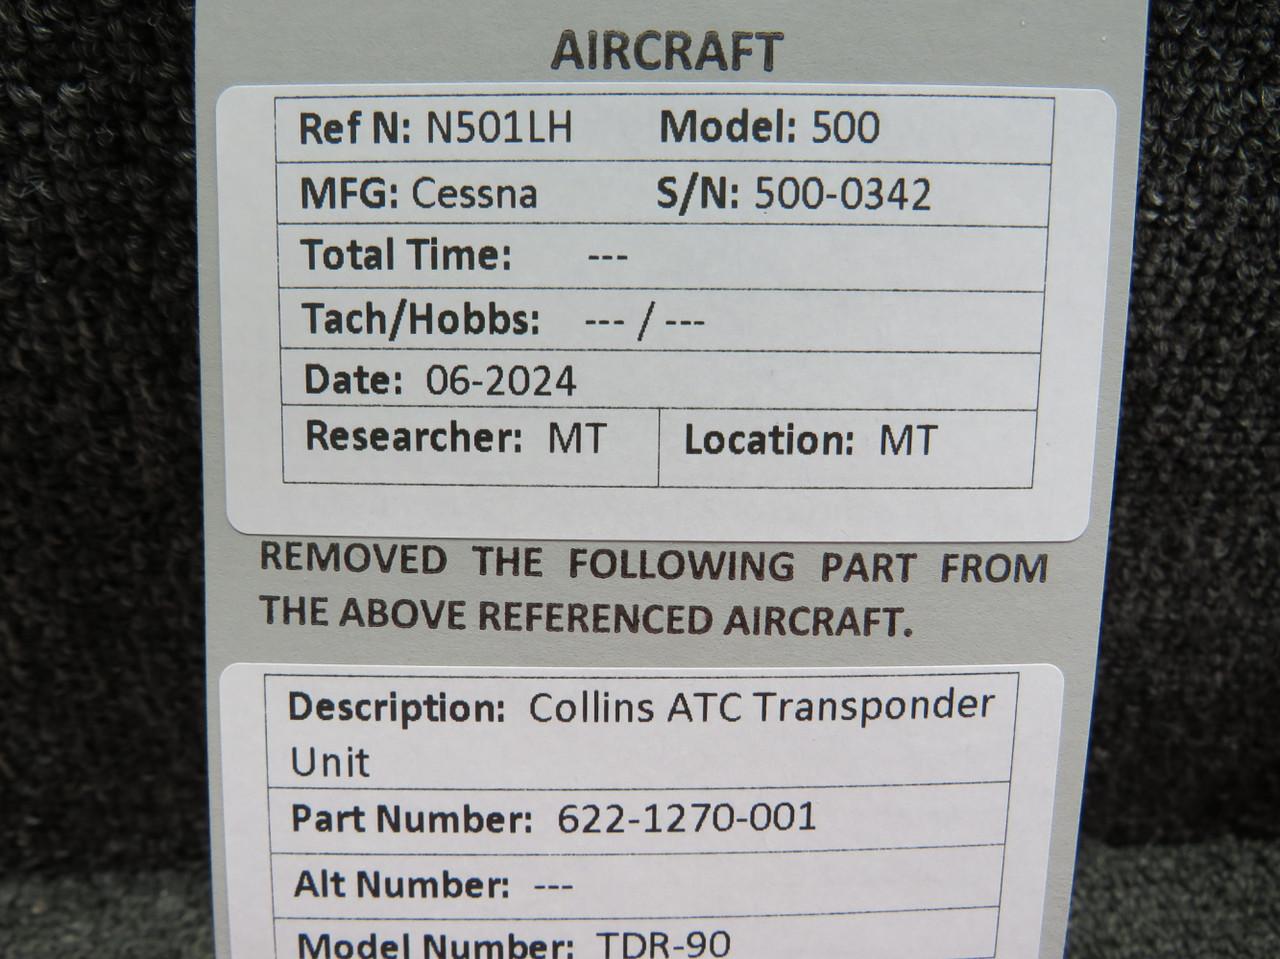 AIRCRAFT
Ref N: N501LH Model: 500
MFG: Cessna S/N: 500-0342
Total Time: ---
Tach/Hobbs: --- / ---
Date: 06-2024
Researcher: MT Location: MT
REMOVED THE FOLLOWING PART FROM
THE ABOVE REFERENCED AIRCRAFT.
Description: Collins ATC Transponder
Unit
Part Number: 622-1270-001
Alt Number: ---
Model Number: TDR-90